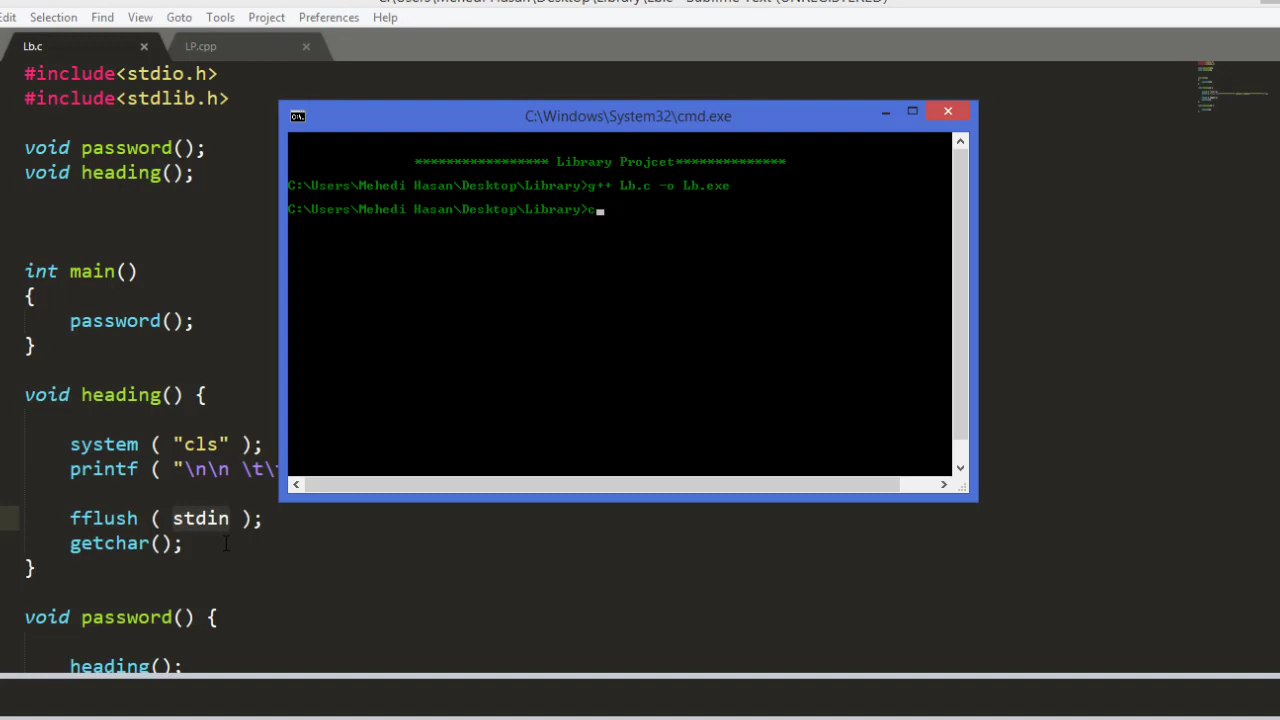 Edit Selection Find View Goto Tools Project Preferences Help
Lb.c LP.cpp
#include<stdio.h>
#include<stdlib.h>
void password();
void heading();
int main()
{
password();
}
void heading() {
system ( "cls" );
printf ( "\n\n \t\
fflush ( stdin );
getchar();
}
void password() {
heading();
C:\Windows\System32\cmd.exe
***************** Library Projcet**************
C:\Users\Mehedi Hasan\Desktop\Library>g++ Lb.c -o Lb.exe
C:\Users\Mehedi Hasan\Desktop\Library>c